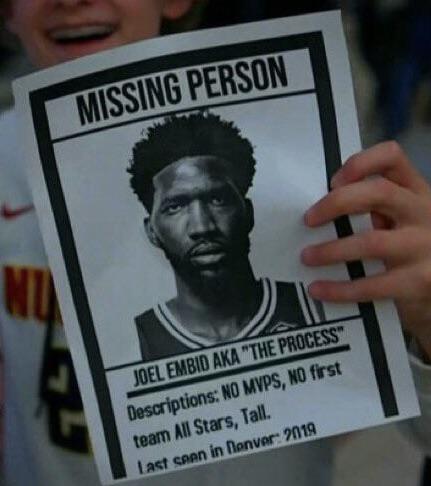 MISSING PERSON
JOEL EMBID AKA "THE PROCESS"
Descriptions: NO MVPS, NO first
team All Stars, Tall.
Last seen in Denver: 2019
NU